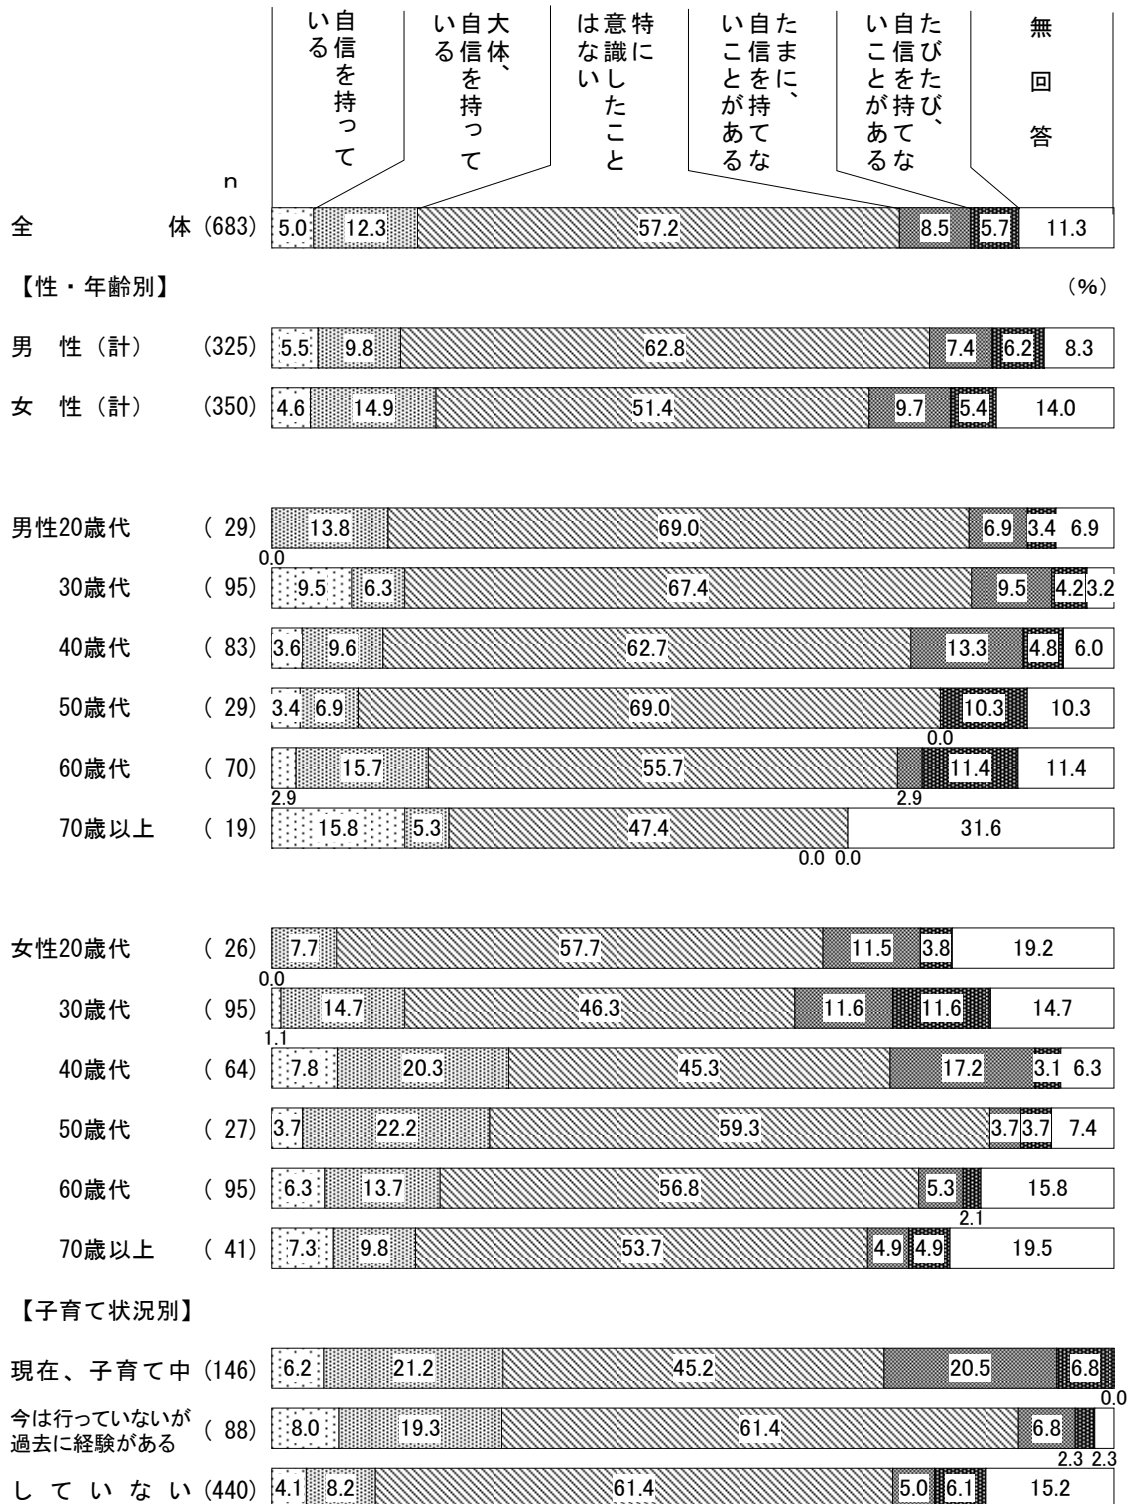 自信を持って
いる
大体、
自信を持って
いる
特に
意識したこと
はない
たまに、
自信を持てな
いことがある
たびたび、
自信を持てな
いことがある
無回答
n
全体 (683) 5.0 12.3 57.2 8.5 5.7 11.3
【性・年齢別】 (%)
男性(計) (325) 5.5 9.8 62.8 7.4 6.2 8.3
女性(計) (350) 4.6 14.9 51.4 9.7 5.4 14.0
男性20歳代 ( 29) 13.8 69.0 6.9 3.4 6.9
0.0
30歳代 ( 95) 9.5 6.3 67.4 9.5 4.2 3.2
40歳代 ( 83) 3.6 9.6 62.7 13.3 4.8 6.0
50歳代 ( 29) 3.4 6.9 69.0 10.3 10.3
0.0
60歳代 ( 70) 15.7 55.7 11.4 11.4
2.9 2.9
70歳以上 ( 19) 15.8 5.3 47.4 31.6
0.0 0.0
女性20歳代 ( 26) 7.7 57.7 11.5 3.8 19.2
0.0
30歳代 ( 95) 14.7 46.3 11.6 11.6 14.7
1.1
40歳代 ( 64) 7.8 20.3 45.3 17.2 3.1 6.3
50歳代 ( 27) 3.7 22.2 59.3 3.7 3.7 7.4
60歳代 ( 95) 6.3 13.7 56.8 5.3 15.8
2.1
70歳以上 ( 41) 7.3 9.8 53.7 4.9 4.9 19.5
【子育て状況別】
現在、子育て中 (146) 6.2 21.2 45.2 20.5 6.8
0.0
今は行っていないが
過去に経験がある ( 88) 8.0 19.3 61.4 6.8
2.3 2.3
していない (440) 4.1 8.2 61.4 5.0 6.1 15.2